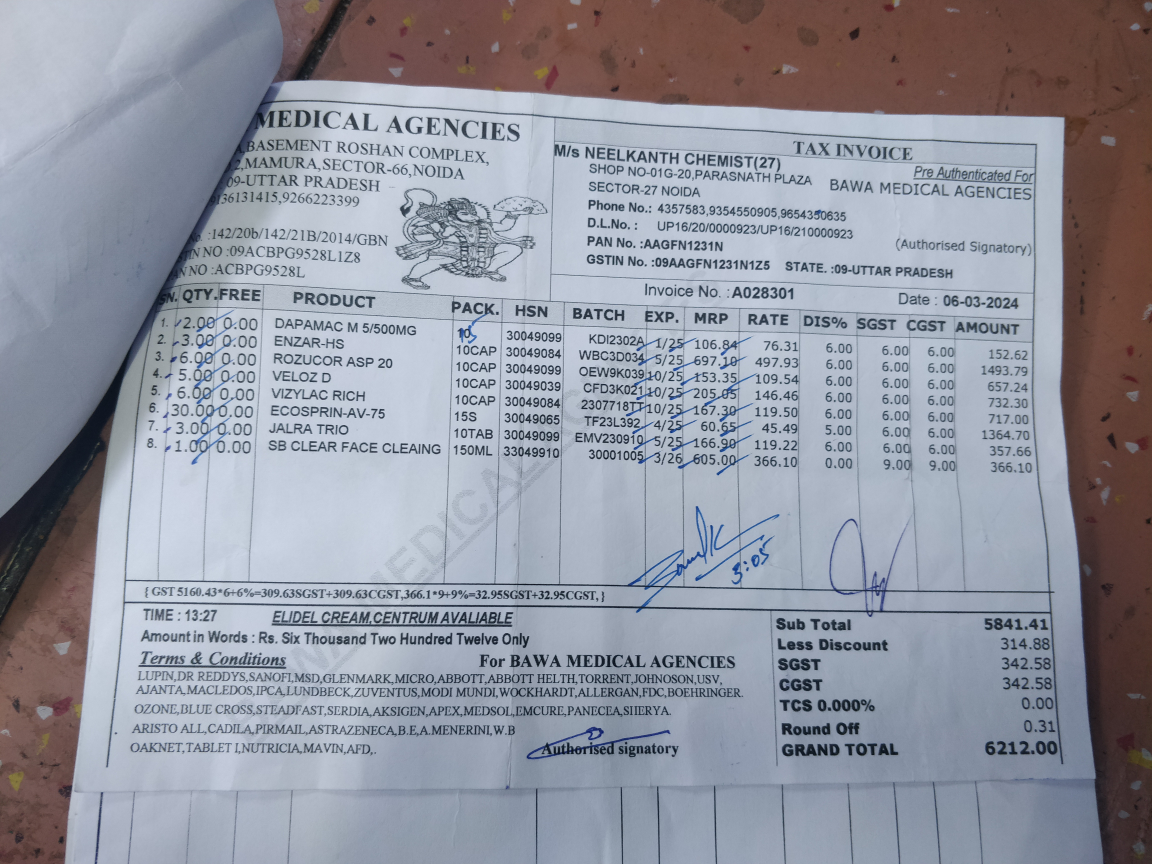 MEDICAL AGENCIES
BASEMENT ROSHAN COMPLEX,
MAMURA,SECTOR-66,NOIDA
09-UTTAR PRADESH
36131415,9266223399
:142/20b/142/21B/2014/GBN
IN NO :09ACBPG9528L1Z8
AN NO :ACBPG9528L
TAX INVOICE
M/s NEELKANTH CHEMIST(27)
SHOP NO-01G-20,PARASNATH PLAZA
SECTOR-27 NOIDA
Phone No.: 4357583,9354550905,9654350635
D.L.No. : UP16/20/0000923/UP16/210000923
PAN No. :AAGFN1231N
GSTIN No. :09AAGFN1231N1Z5 STATE. :09-UTTAR PRADESH
Pre Authenticated For
BAWA MEDICAL AGENCIES
(Authorised Signatory)
Invoice No. :A028301 Date : 06-03-2024
SN. QTY. FREE PRODUCT PACK. HSN BATCH EXP. MRP RATE DIS% SGST CGST AMOUNT
1. 2.00 0.00 DAPAMAC M 5/500MG 10S 30049099 KDI2302A 1/25 106.84 76.31 6.00 6.00 6.00 152.62
2. 3.00 0.00 ENZAR-HS 10CAP 30049084 WBC3D034 5/25 697.10 497.93 6.00 6.00 6.00 1493.79
3. 6.00 0.00 ROZUCOR ASP 20 10CAP 30049099 OEW9K039 10/25 153.35 109.54 6.00 6.00 6.00 657.24
4. 5.00 0.00 VELOZ D 10CAP 30049039 CFD3K021 10/25 205.05 146.46 6.00 6.00 6.00 732.30
5. 6.00 0.00 VIZYLAC RICH 10CAP 30049084 2307718TT 10/25 167.30 119.50 6.00 6.00 6.00 717.00
6. 30.00 0.00 ECOSPRIN-AV-75 15S 30049065 TF23L392 4/25 60.65 45.49 5.00 6.00 6.00 1364.70
7. 3.00 0.00 JALRA TRIO 10TAB 30049099 EMV230910 5/25 166.90 119.22 6.00 6.00 6.00 357.66
8. 1.00 0.00 SB CLEAR FACE CLEAING 150ML 33049910 30001005 3/26 605.00 366.10 0.00 9.00 9.00 366.10
3:05
{ GST 5160.43*6+6%=309.63SGST+309.63CGST,366.1*9+9%=32.95SGST+32.95CGST, }
TIME : 13:27 ELIDEL CREAM,CENTRUM AVALIABLE
Amount in Words : Rs. Six Thousand Two Hundred Twelve Only
Terms & Conditions For BAWA MEDICAL AGENCIES
LUPIN,DR REDDYS,SANOFI,MSD,GLENMARK,MICRO,ABBOTT,ABBOTT HELTH,TORRENT,JOHNOSON,USV,
AJANTA,MACLEDOS,IPCA,LUNDBECK,ZUVENTUS,MODI MUNDI,WOCKHARDT,ALLERGAN,FDC,BOEHRINGER.
OZONE,BLUE CROSS,STEADFAST,SERDIA,AKSIGEN,APEX,MEDSOL,EMCURE,PANECEA,SHERYA.
ARISTO ALL,CADILA,PIRMAIL,ASTRAZENECA,B.E,A.MENERINI,W.B
OAKNET,TABLET I,NUTRICIA,MAVIN,AFD,.
Authorised signatory
Sub Total 5841.41
Less Discount 314.88
SGST 342.58
CGST 342.58
TCS 0.000% 0.00
Round Off 0.31
GRAND TOTAL 6212.00